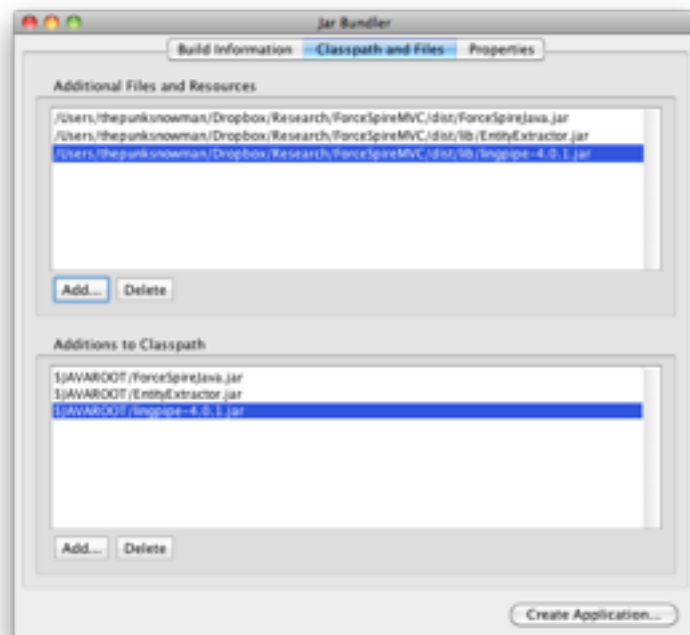 Jar Bundler
Build Information Classpath and Files Properties
Additional Files and Resources
/Users/thepunksnowman/Dropbox/Research/ForceSpireMVC/dist/ForceSpireJava.jar
/Users/thepunksnowman/Dropbox/Research/ForceSpireMVC/dist/lib/EntityExtractor.jar
/Users/thepunksnowman/Dropbox/Research/ForceSpireMVC/dist/lib/lingpipe-4.0.1.jar
Add... Delete
Additions to Classpath
$JAVAROOT/ForceSpireJava.jar
$JAVAROOT/EntityExtractor.jar
$JAVAROOT/lingpipe-4.0.1.jar
Add... Delete
Create Application...